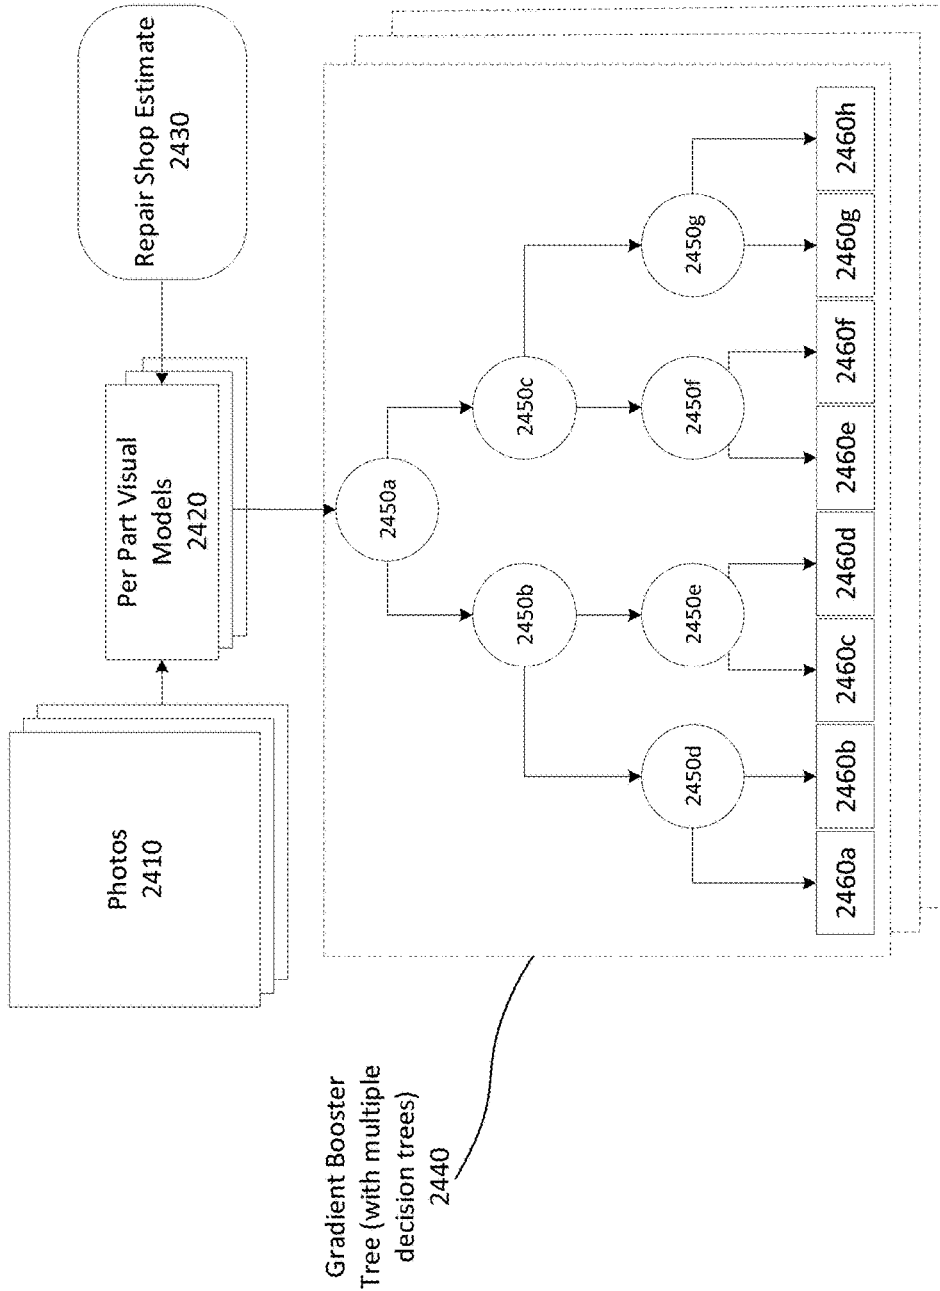 Photos
2410
Per Part Visual
Models
2420
Repair Shop Estimate
2430
Gradient Booster
Tree (with multiple
decision trees)
2440
2450a
2450b
2450c
2450d
2450e
2450f
2450g
2460a
2460b
2460c
2460d
2460e
2460f
2460g
2460h